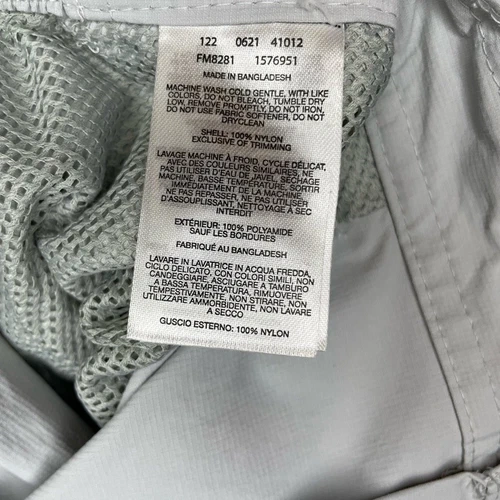 122 0621 41012
FM8281 1576951
MADE IN BANGLADESH
MACHINE WASH COLD GENTLE, WITH LIKE
COLORS, DO NOT BLEACH, TUMBLE DRY
LOW, REMOVE PROMPTLY, DO NOT IRON,
DO NOT USE FABRIC SOFTENER, DO NOT
DRYCLEAN
SHELL: 100% NYLON
EXCLUSIVE OF TRIMMING
LAVAGE MACHINE À FROID, CYCLE DÉLICAT,
AVEC DES COULEURS SIMILAIRES, NE
PAS UTILISER D'EAU DE JAVEL, SÉCHAGE
MACHINE, BASSE TEMPÉRATURE, SORTIR
IMMÉDIATEMENT DE LA MACHINE,
NE PAS REPASSER, NE PAS UTILISER
D'ASSOUPLISSANT, NETTOYAGE À SEC
INTERDIT
EXTÉRIEUR: 100% POLYAMIDE
SAUF LES BORDURES
FABRIQUÉ AU BANGLADESH
LAVARE IN LAVATRICE IN ACQUA FREDDA,
CICLO DELICATO, CON COLORI SIMILI, NON
CANDEGGIARE, ASCIUGARE A TAMBURO
A BASSA TEMPERATURA, RIMUOVERE
TEMPESTIVAMENTE, NON STIRARE, NON
UTILIZZARE AMMORBIDENTE, NON LAVARE
A SECCO
GUSCIO ESTERNO: 100% NYLON